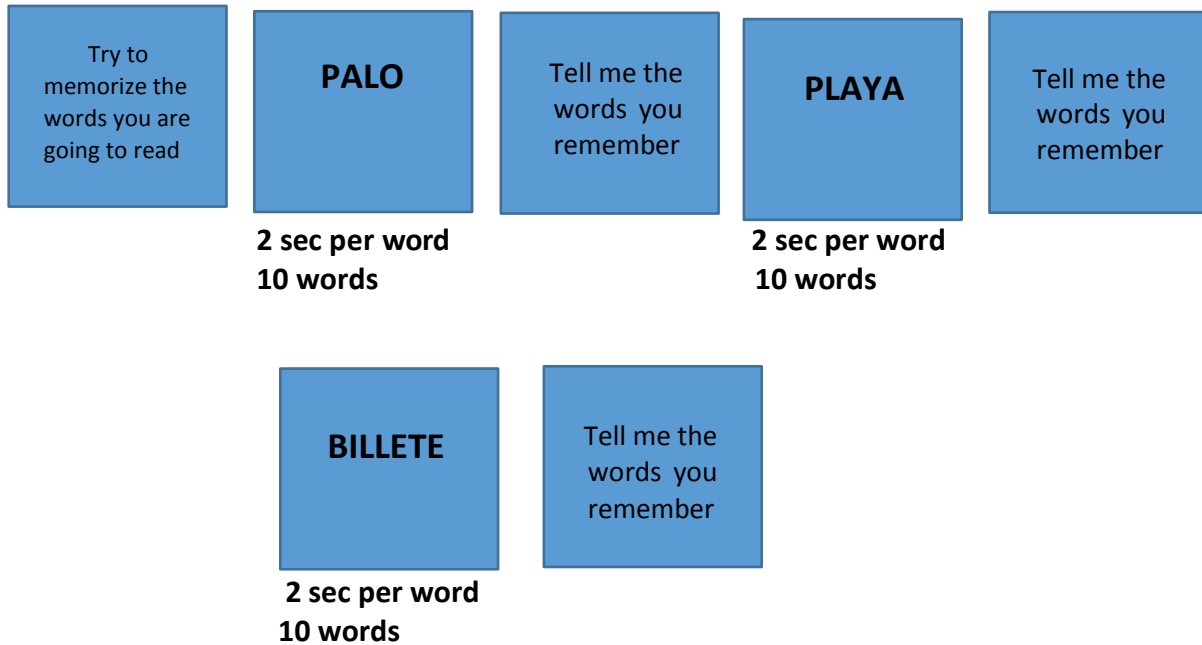 Try to
memorize the
words you are
going to read
PALO
2 sec per word
10 words
Tell me the
words you
remember
PLAYA
2 sec per word
10 words
Tell me the
words you
remember
BILLETE
2 sec per word
10 words
Tell me the
words you
remember